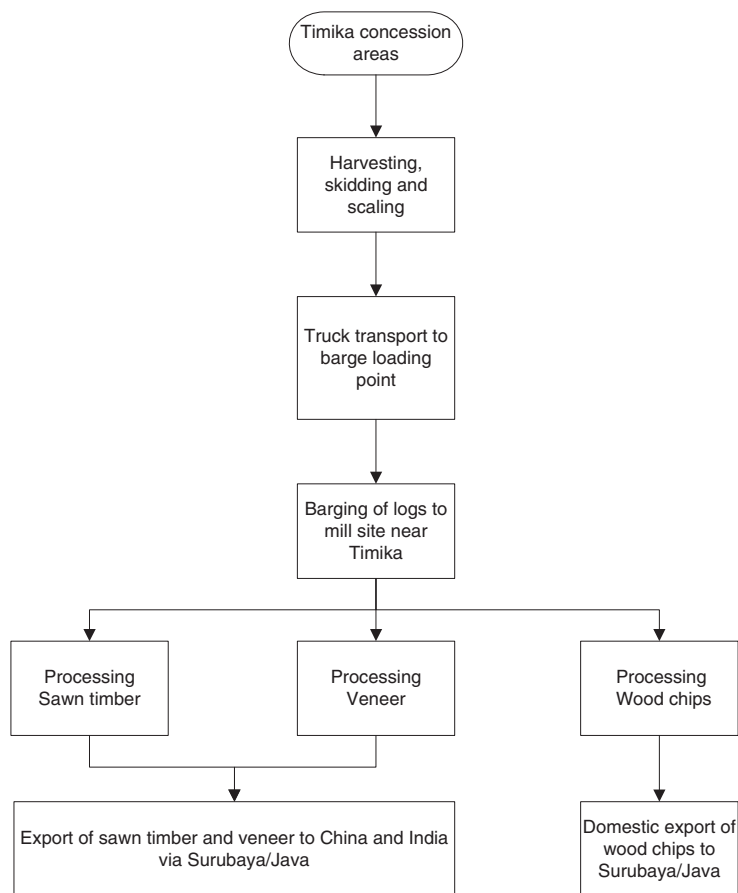 Timika concession
areas
Harvesting,
skidding and
scaling
Truck transport to
barge loading
point
Barging of logs to
mill site near
Timika
Processing
Sawn timber
Processing
Veneer
Processing
Wood chips
Export of sawn timber and veneer to China and India
via Surubaya/Java
Domestic export of
wood chips to
Surubaya/Java